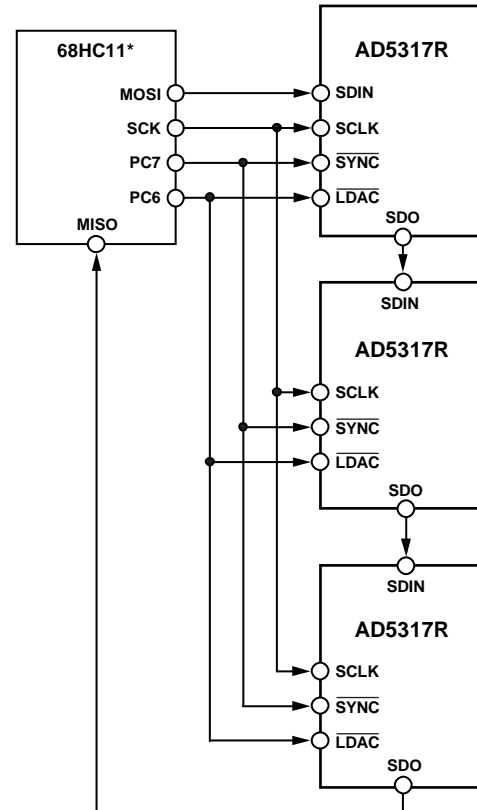 68HC11*
MOSI
SCK
PC7
PC6
MISO
AD5317R
SDIN
SCLK
SYNC
LDAC
SDO
SDIN
AD5317R
SCLK
SYNC
LDAC
SDO
SDIN
AD5317R
SCLK
SYNC
LDAC
SDO